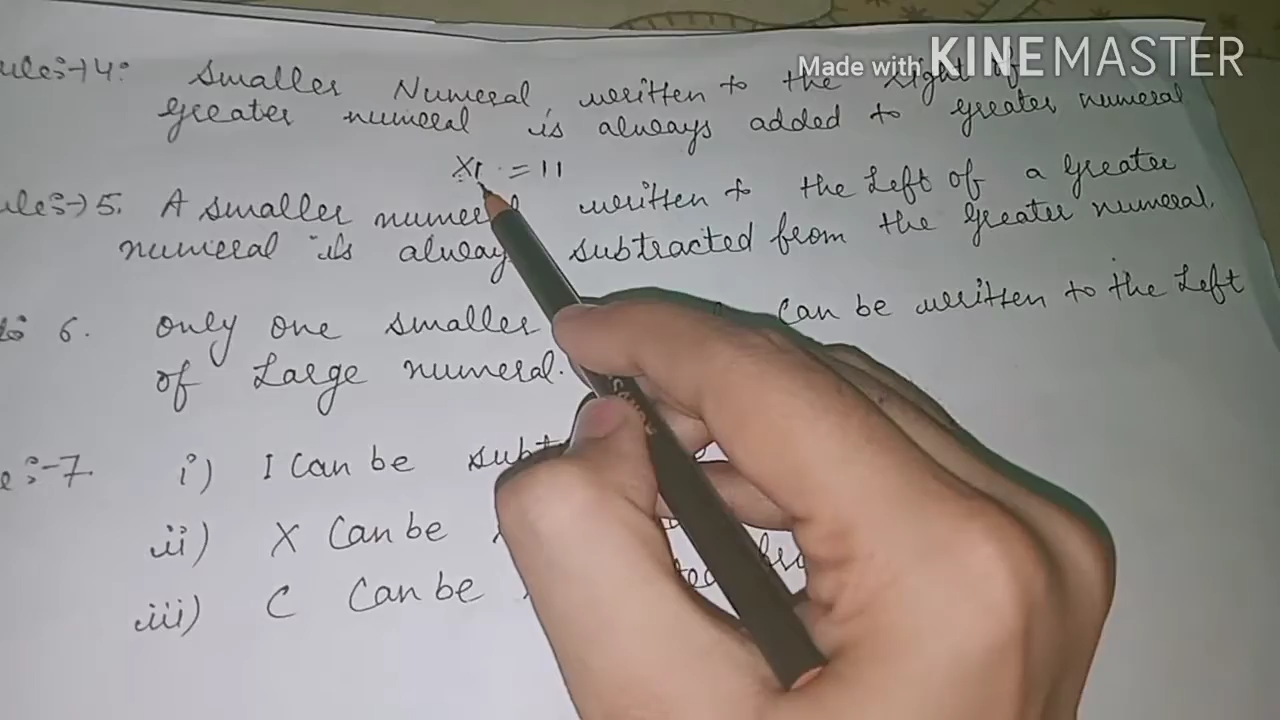 Made with KINEMASTER
ule:→4: Smaller Numeral, written to the right of
greater numeral is always added to greater numeral
XI = 11
ule:→5. A smaller numeral written to the Left of a Greater
numeral is always subtracted from the Greater numeral.
6. only one smaller can be written to the Left
of Large numeral.
e:-7. i) I can be
ii) X can be
iii) C can be